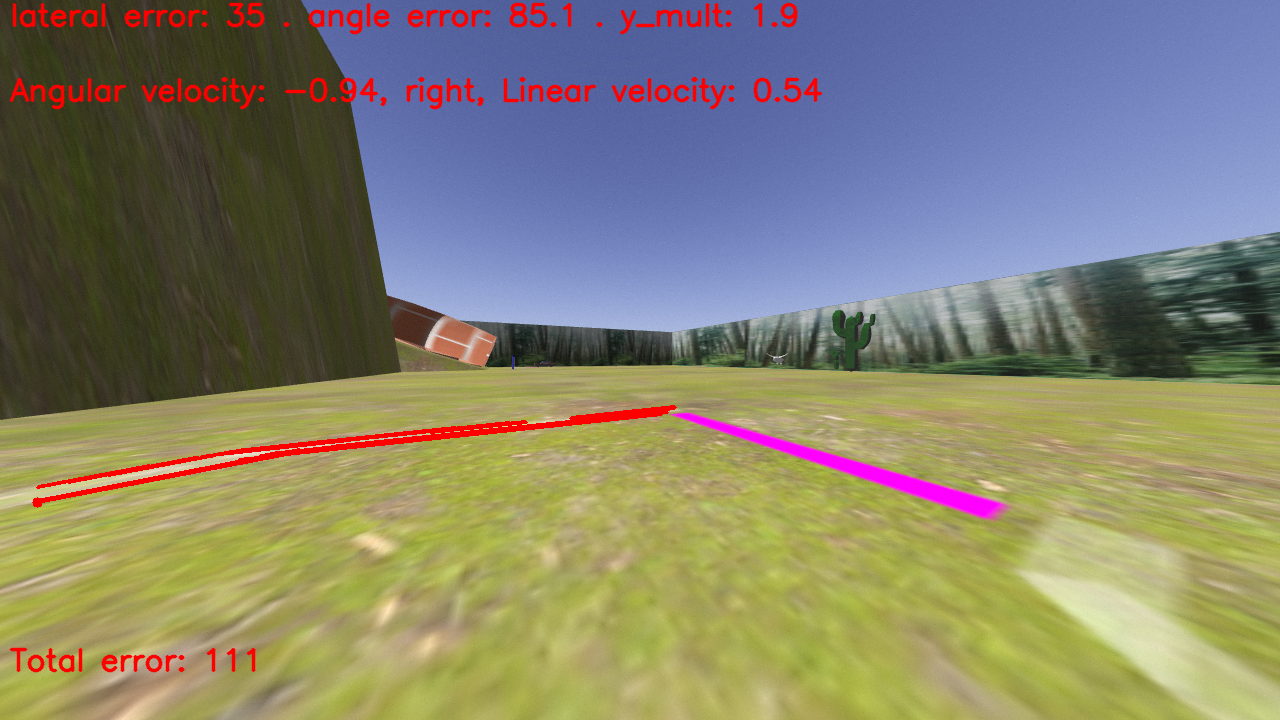 lateral error: 35 . angle error: 85.1 . y_mult: 1.9
Angular velocity: -0.94, right, Linear velocity: 0.54
Total error: 111